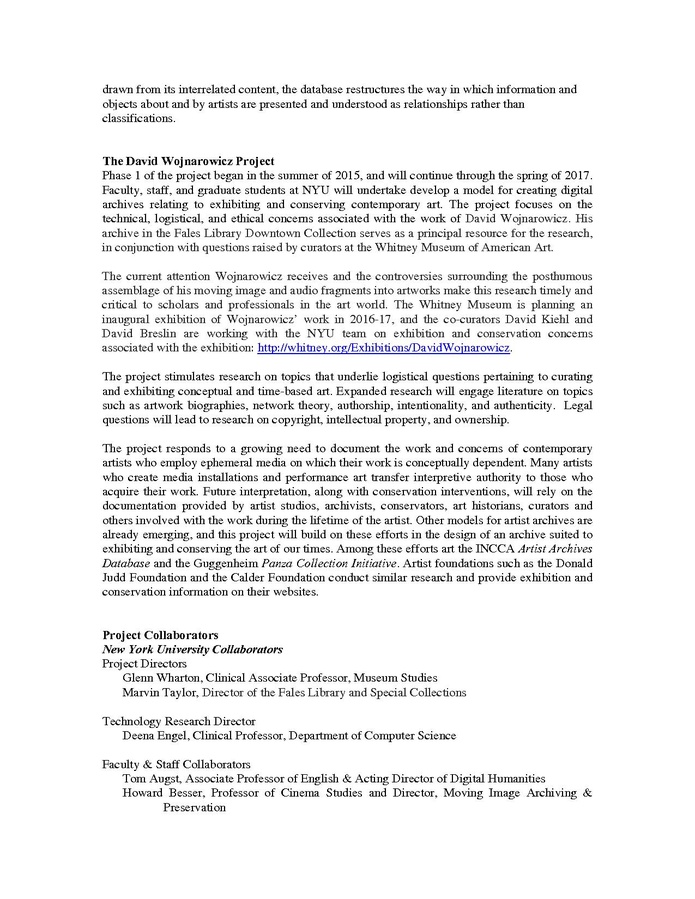 drawn from its interrelated content, the database restructures the way in which information and
objects about and by artists are presented and understood as relationships rather than
classifications.
The David Wojnarowicz Project
Phase 1 of the project began in the summer of 2015, and will continue through the spring of 2017.
Faculty, staff, and graduate students at NYU will undertake develop a model for creating digital
archives relating to exhibiting and conserving contemporary art. The project focuses on the
technical, logistical, and ethical concerns associated with the work of David Wojnarowicz. His
archive in the Fales Library Downtown Collection serves as a principal resource for the research,
in conjunction with questions raised by curators at the Whitney Museum of American Art.
The current attention Wojnarowicz receives and the controversies surrounding the posthumous
assemblage of his moving image and audio fragments into artworks make this research timely and
critical to scholars and professionals in the art world. The Whitney Museum is planning an
inaugural exhibition of Wojnarowicz' work in 2016-17, and the co-curators David Kiehl and
David Breslin are working with the NYU team on exhibition and conservation concerns
associated with the exhibition: http://whitney.org/Exhibitions/DavidWojnarowicz.
The project stimulates research on topics that underlie logistical questions pertaining to curating
and exhibiting conceptual and time-based art. Expanded research will engage literature on topics
such as artwork biographies, network theory, authorship, intentionality, and authenticity. Legal
questions will lead to research on copyright, intellectual property, and ownership.
The project responds to a growing need to document the work and concerns of contemporary
artists who employ ephemeral media on which their work is conceptually dependent. Many artists
who create media installations and performance art transfer interpretive authority to those who
acquire their work. Future interpretation, along with conservation interventions, will rely on the
documentation provided by artist studios, archivists, conservators, art historians, curators and
others involved with the work during the lifetime of the artist. Other models for artist archives are
already emerging, and this project will build on these efforts in the design of an archive suited to
exhibiting and conserving the art of our times. Among these efforts art the INCCA Artist Archives
Database and the Guggenheim Panza Collection Initiative. Artist foundations such as the Donald
Judd Foundation and the Calder Foundation conduct similar research and provide exhibition and
conservation information on their websites.
Project Collaborators
New York University Collaborators
Project Directors
Glenn Wharton, Clinical Associate Professor, Museum Studies
Marvin Taylor, Director of the Fales Library and Special Collections
Technology Research Director
Deena Engel, Clinical Professor, Department of Computer Science
Faculty & Staff Collaborators
Tom Augst, Associate Professor of English & Acting Director of Digital Humanities
Howard Besser, Professor of Cinema Studies and Director, Moving Image Archiving &
Preservation